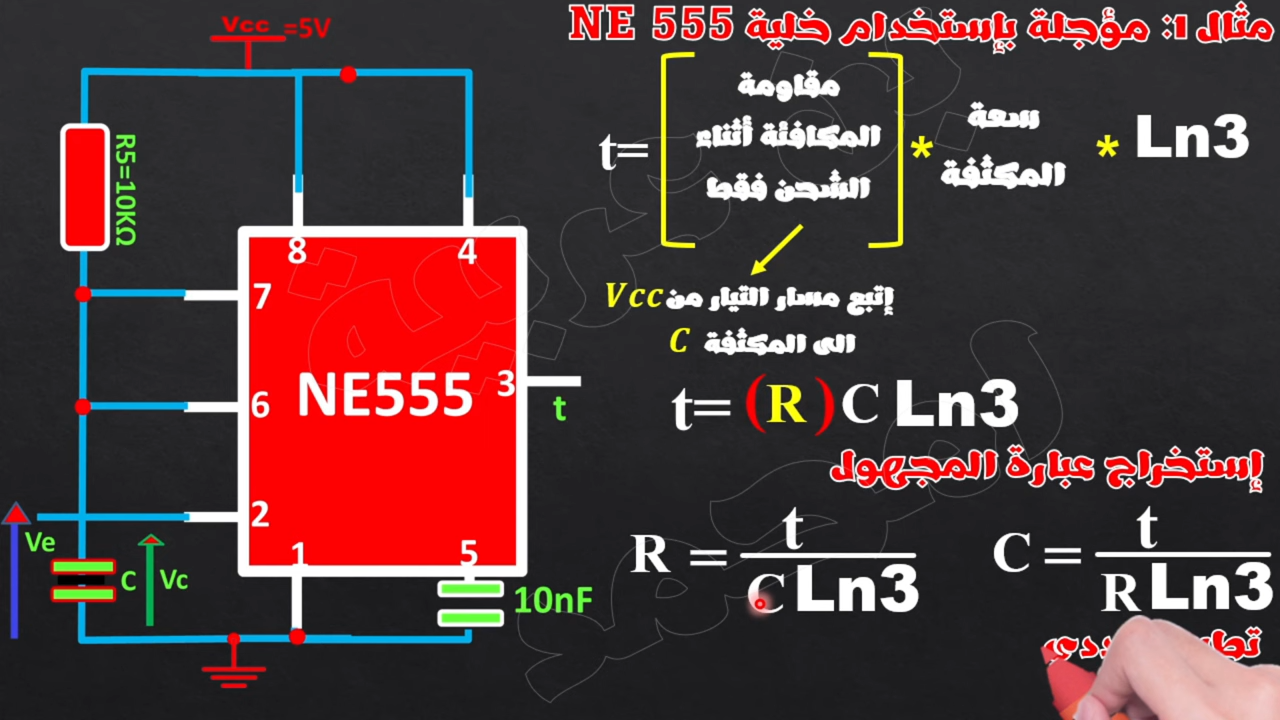 مثال 1: مؤجلة بإستخدام خلية NE 555
Vcc =5V
R5=10KΩ
8
4
7
6
2
1
5
3
NE555
t
Ve
C
Vc
10nF
t=
مقاومة
المكافئة أثناء
الشحن فقط
*
سعة
المكثفة
*
Ln3
إتبع مسار التيار من Vcc
الى المكثفة C
t= (R) C Ln3
إستخراج عبارة المجهول
R = t
C Ln3
C = t
R Ln3